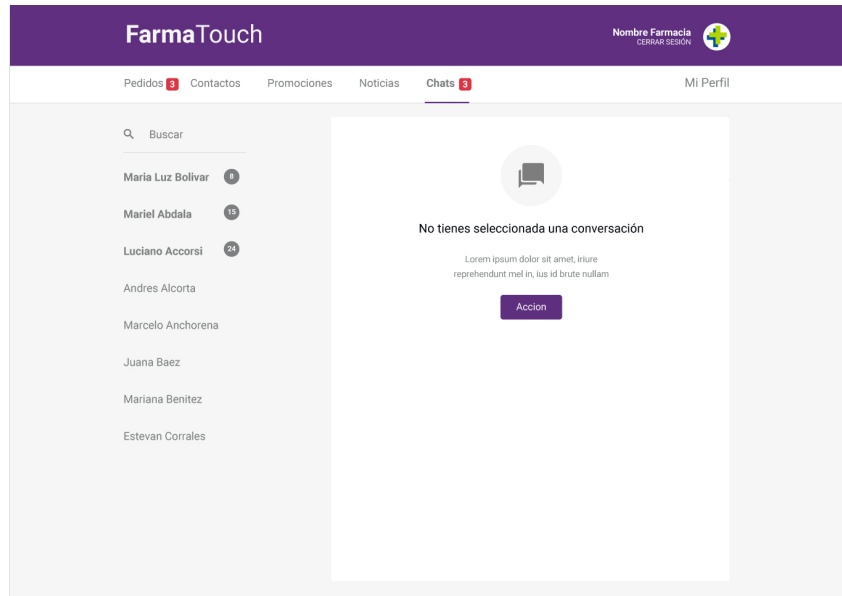 FarmaTouch
Nombre Farmacia
CERRAR SESIÓN
Pedidos 3 Contactos Promociones Noticias Chats 3 Mi Perfil
Buscar
Maria Luz Bolivar 8
Mariel Abdala 15
Luciano Accorsi 24
Andres Alcorta
Marcelo Anchorena
Juana Baez
Mariana Benitez
Estevan Corrales
No tienes seleccionada una conversación
Lorem ipsum dolor sit amet, iriure
reprehendunt mel in, ius id brute nullam
Accion